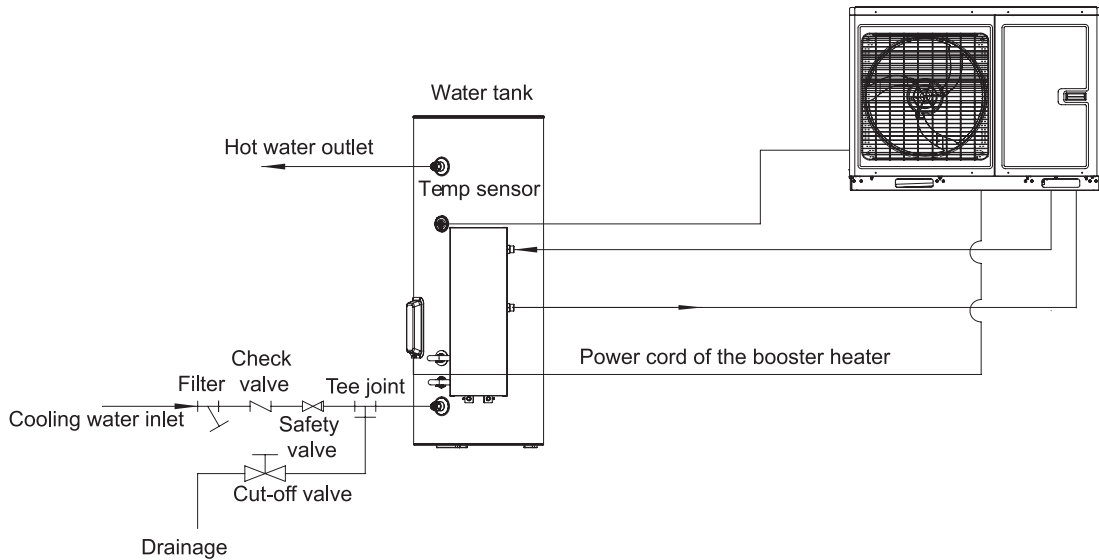 Water tank
Hot water outlet
Temp sensor
Power cord of the booster heater
Check
valve
Filter
Tee joint
Cooling water inlet
Safety
valve
Cut-off valve
Drainage